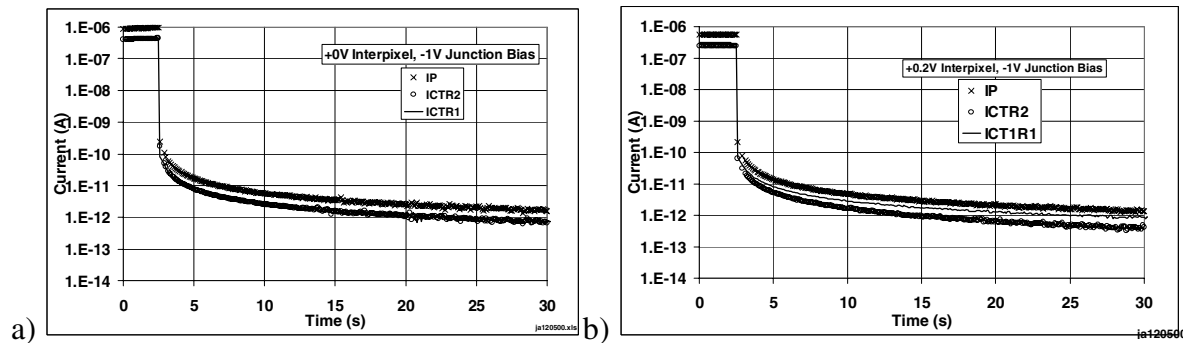 1.E-06
1.E-07
1.E-08
1.E-09
1.E-10
1.E-11
1.E-12
1.E-13
1.E-14
Current (A)
+0V Interpixel, -1V Junction Bias
IP
ICTR2
ICTR1
0 5 10 15 20 25 30
Time (s)
ja120500.xls
a)
1.E-06
1.E-07
1.E-08
1.E-09
1.E-10
1.E-11
1.E-12
1.E-13
1.E-14
Current (A)
+0.2V Interpixel, -1V Junction Bias
IP
ICTR2
ICT1R1
0 5 10 15 20 25 30
Time (s)
ja120500
b)